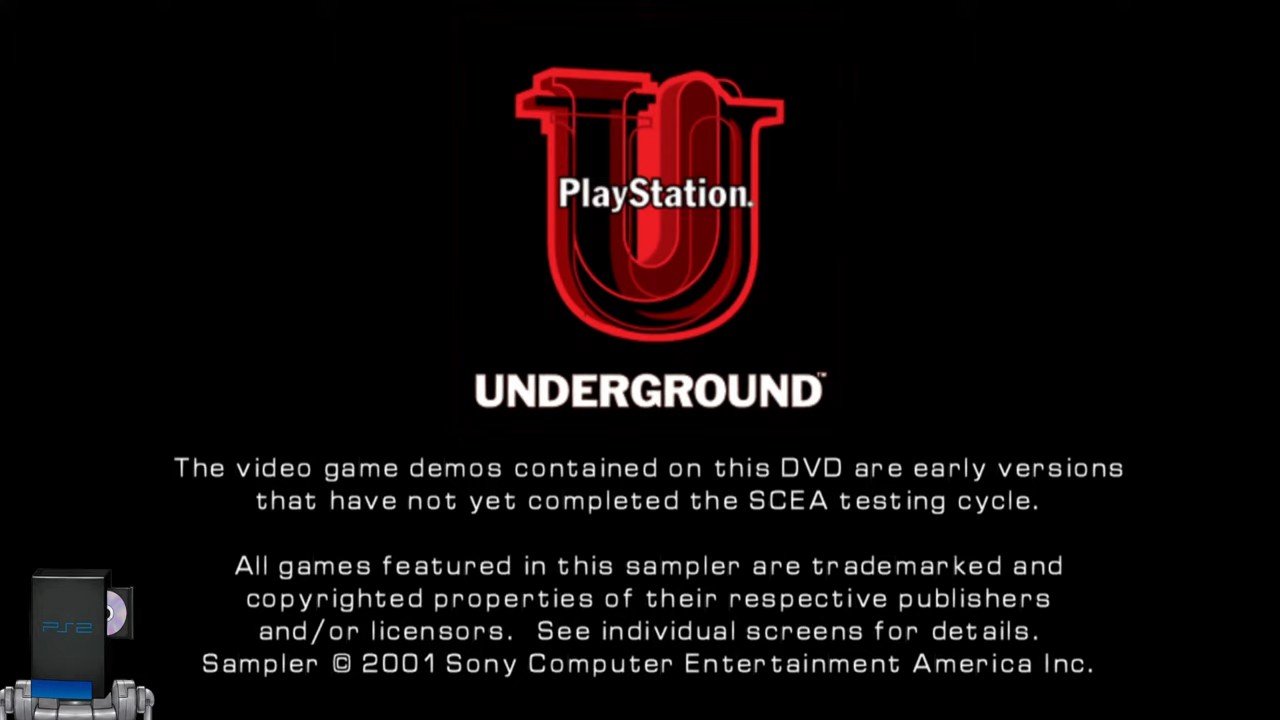 PlayStation.
UNDERGROUND™
The video game demos contained on this DVD are early versions
that have not yet completed the SCEA testing cycle.
All games featured in this sampler are trademarked and
copyrighted properties of their respective publishers
and/or licensors. See individual screens for details.
Sampler © 2001 Sony Computer Entertainment America Inc.
PS2